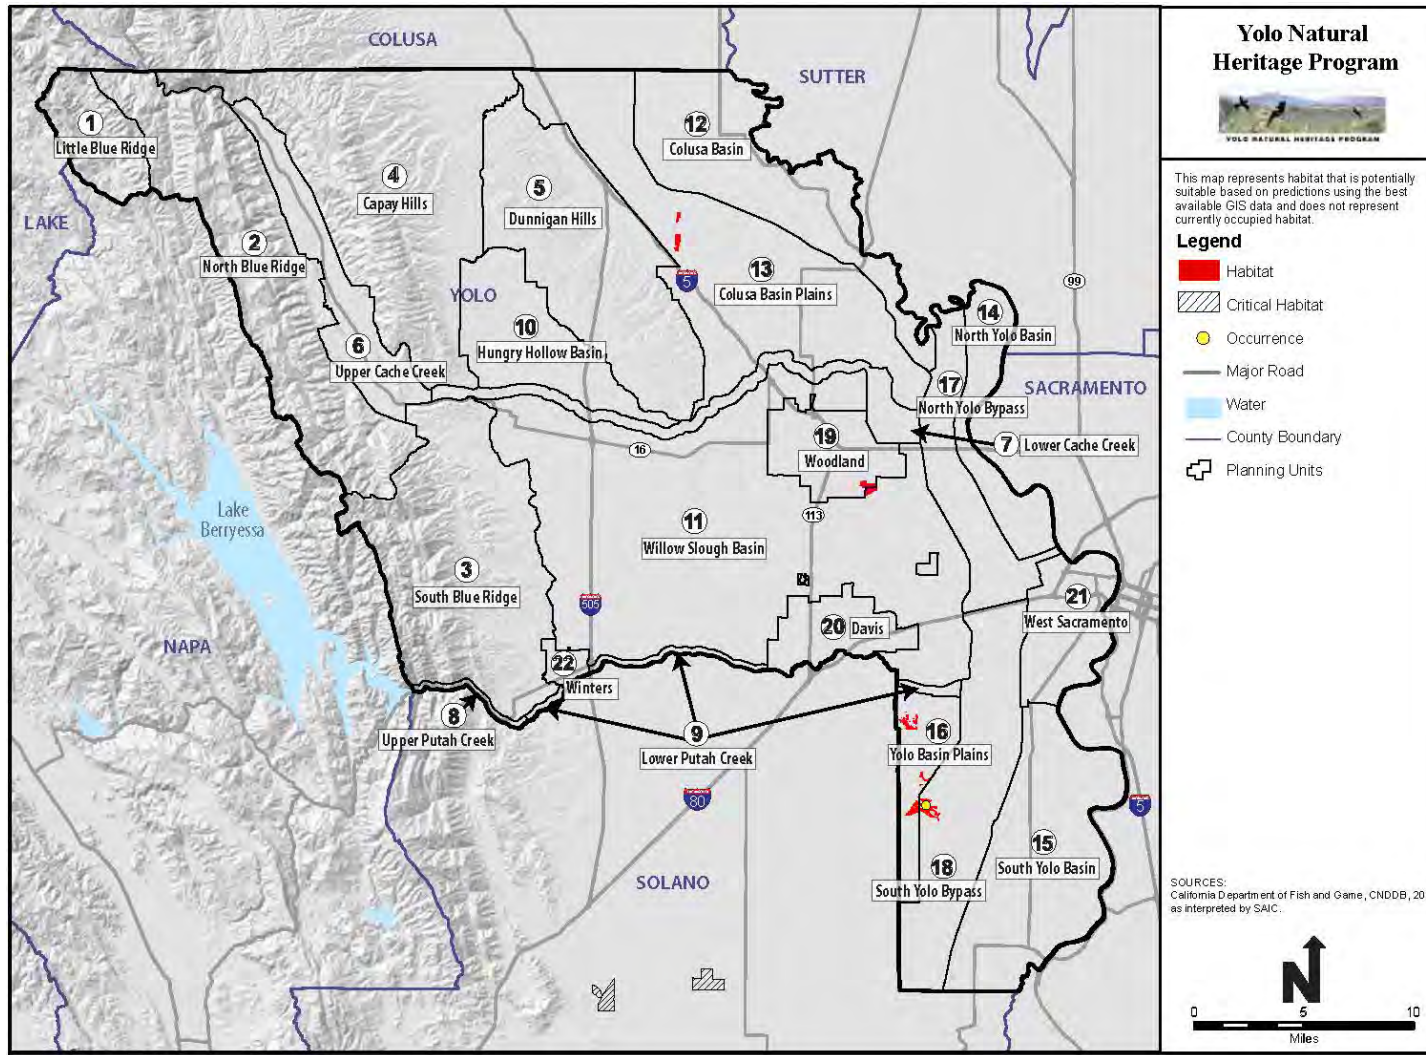 COLUSA
SUTTER
1
Little Blue Ridge
12
Colusa Basin
4
Capay Hills
5
Dunnigan Hills
LAKE
2
North Blue Ridge
99
13
Colusa Basin Plains
5
YOLO
10
Hungry Hollow Basin
14
North Yolo Basin
6
Upper Cache Creek
17
North Yolo Bypass
SACRAMENTO
19
Woodland
16
7
Lower Cache Creek
Lake
Berryessa
11
Willow Slough Basin
113
3
South Blue Ridge
505
21
West Sacramento
20
Davis
NAPA
22
Winters
8
Upper Putah Creek
9
Lower Putah Creek
16
Yolo Basin Plains
80
5
15
South Yolo Basin
18
South Yolo Bypass
SOLANO
Yolo Natural
Heritage Program
YOLO NATURAL HERITAGE PROGRAM
This map represents habitat that is potentially
suitable based on predictions using the best
available GIS data and does not represent
currently occupied habitat.
Legend
Habitat
Critical Habitat
Occurrence
Major Road
Water
County Boundary
Planning Units
SOURCES:
California Department of Fish and Game, CNDDB, 20
as interpreted by SAIC.
N
0 5 10
Miles